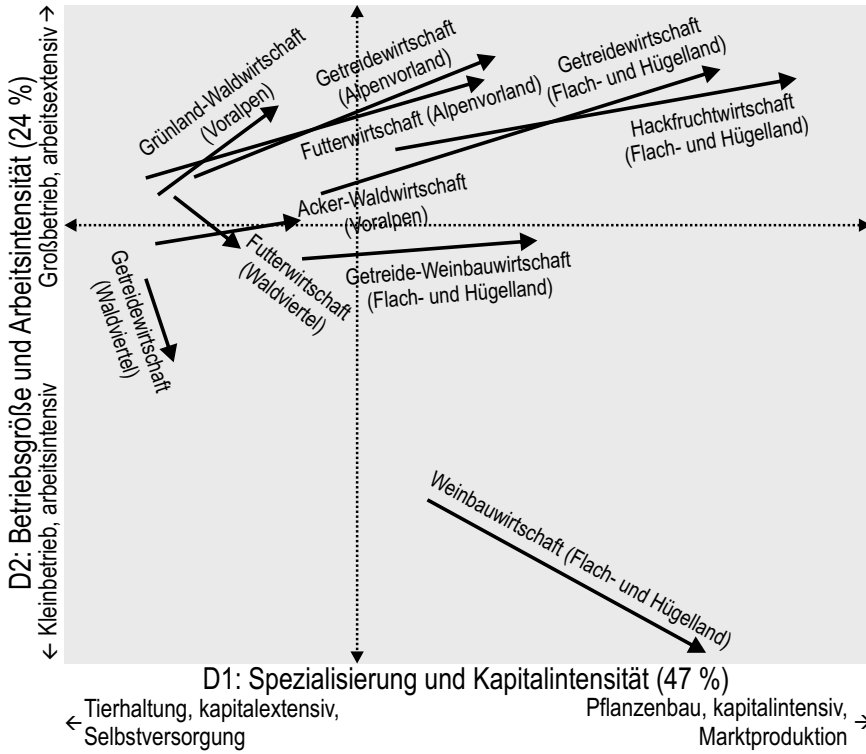 D2: Betriebsgröße und Arbeitsintensität (24 %)
← Kleinbetrieb, arbeitsintensiv
Großbetrieb, arbeitsextensiv →
Grünland-Waldwirtschaft
(Voralpen)
Getreidewirtschaft
(Alpenvorland)
Futterwirtschaft (Alpenvorland)
Getreidewirtschaft
(Flach- und Hügelland)
Hackfruchtwirtschaft
(Flach- und Hügelland)
Acker-Waldwirtschaft
(Voralpen)
Getreidewirtschaft
(Waldviertel)
Futterwirtschaft
(Waldviertel)
Getreide-Weinbauwirtschaft
(Flach- und Hügelland)
Weinbauwirtschaft (Flach- und Hügelland)
D1: Spezialisierung und Kapitalintensität (47 %)
← Tierhaltung, kapitalextensiv,
Selbstversorgung
Pflanzenbau, kapitalintensiv, →
Marktproduktion